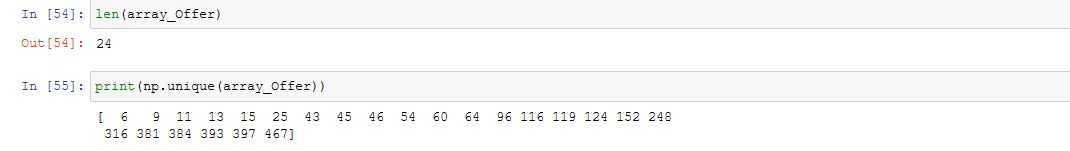 In [54]: len(array_Offer)
Out[54]: 24
In [55]: print(np.unique(array_Offer))
[  6   9  11  13  15  25  43  45  46  54  60  64  96 116 119 124 152 248
 316 381 384 393 397 467]